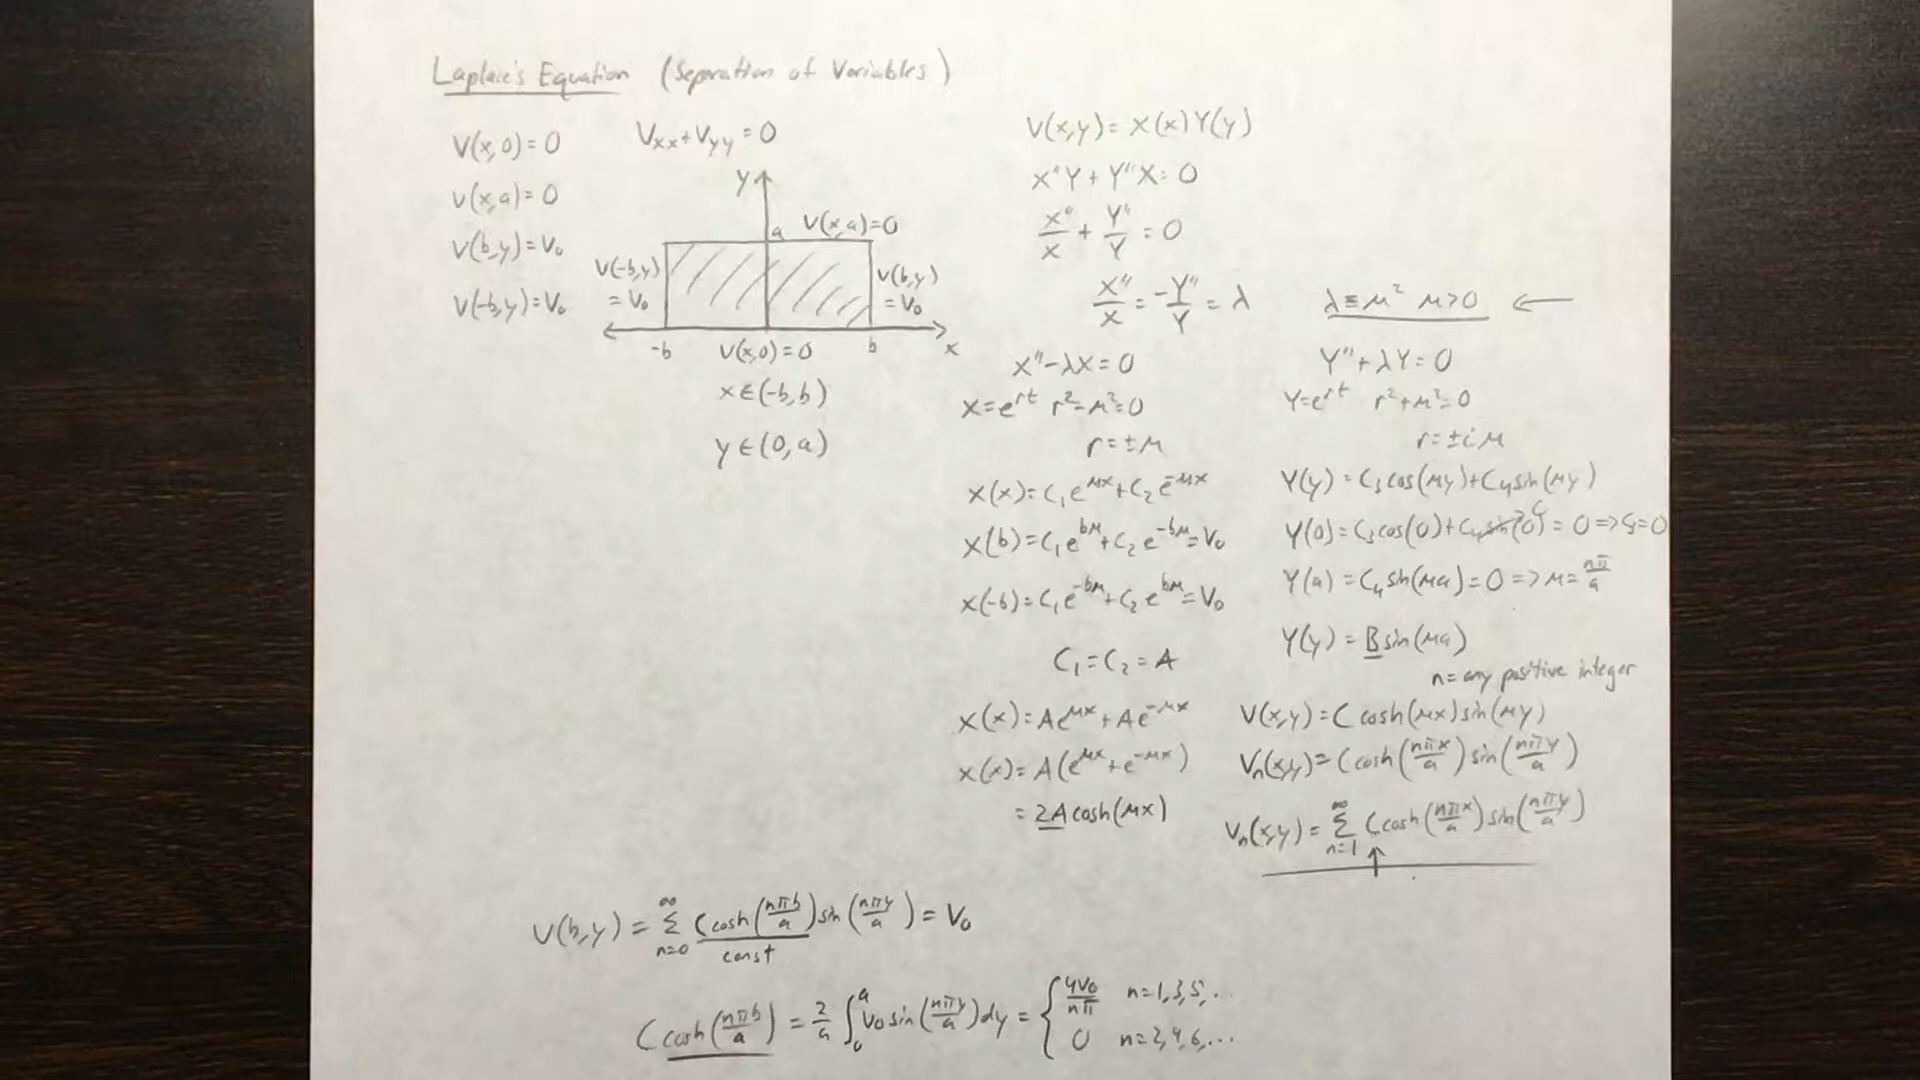 Laplace's Equation (Separation of Variables)
V(x,0)=0
V(x,a)=0
V(b,y)=V₀
V(-b,y)=V₀
Vxx+Vyy=0
y
a V(x,a)=0
V(-b,y)
=V₀
V(b,y)
=V₀
-b V(x,0)=0 b x
x∈(-b,b)
y∈(0,a)
V(x,y)=X(x)Y(y)
X"Y+Y"X=0
X"/X + Y"/Y = 0
X"/X = -Y"/Y = λ
λ≡μ² μ>0 ←
X"-λX=0
X=e^rt r²-μ²=0
r=±μ
X(x)=C₁e^μx+C₂e^-μx
X(b)=C₁e^bμ+C₂e^-bμ=V₀
X(-b)=C₁e^-bμ+C₂e^bμ=V₀
C₁=C₂=A
X(x)=Ae^μx+Ae^-μx
X(x)=A(e^μx+e^-μx)
=2A cosh(μx)
Y"+λY=0
Y=e^rt r²+μ²=0
r=±iμ
Y(y)=C₃cos(μy)+C₄sin(μy)
Y(0)=C₃cos(0)+C₄sin(0)=0=>C₃=0
Y(a)=C₄sin(μa)=0=>μ=nπ/a
Y(y)=B sin(μa)
n=any positive integer
V(x,y)=C cosh(μx)sin(μy)
Vₙ(x,y)=C cosh(nπx/a)sin(nπy/a)
Vₙ(x,y)=∑ n=1 ∞ C cosh(nπx/a)sin(nπy/a)
V(b,y)=∑ n=0 ∞ C cosh(nπb/a)sin(nπy/a)=V₀
const
C cosh(nπb/a)=2/a ∫₀^a V₀ sin(nπy/a)dy={4V₀/nπ n=1,3,5,...
0 n=2,4,6,...